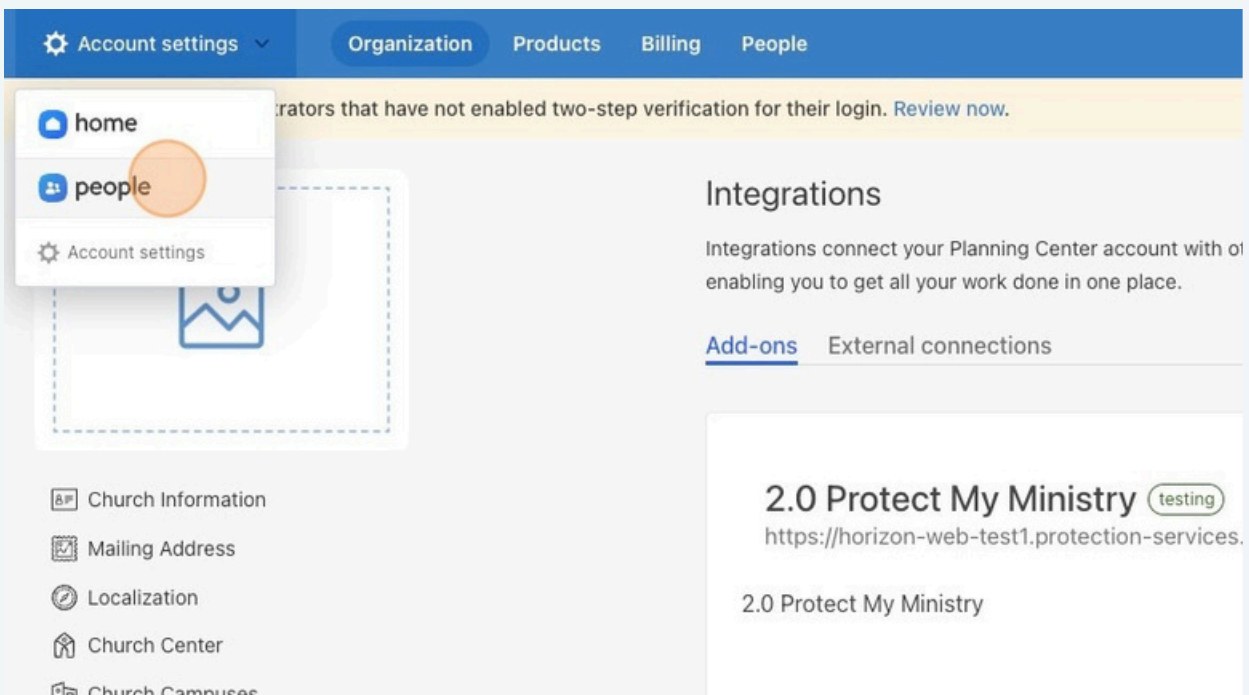 Account settings
Organization
Products
Billing
People
home
people
Account settings
rators that have not enabled two-step verification for their login. Review now.
Integrations
Integrations connect your Planning Center account with
enabling you to get all your work done in one place.
Add-ons
External connections
2.0 Protect My Ministry
testing
https://horizon-web-test1.protection-services.
2.0 Protect My Ministry
Church Information
Mailing Address
Localization
Church Center
Church Campuses